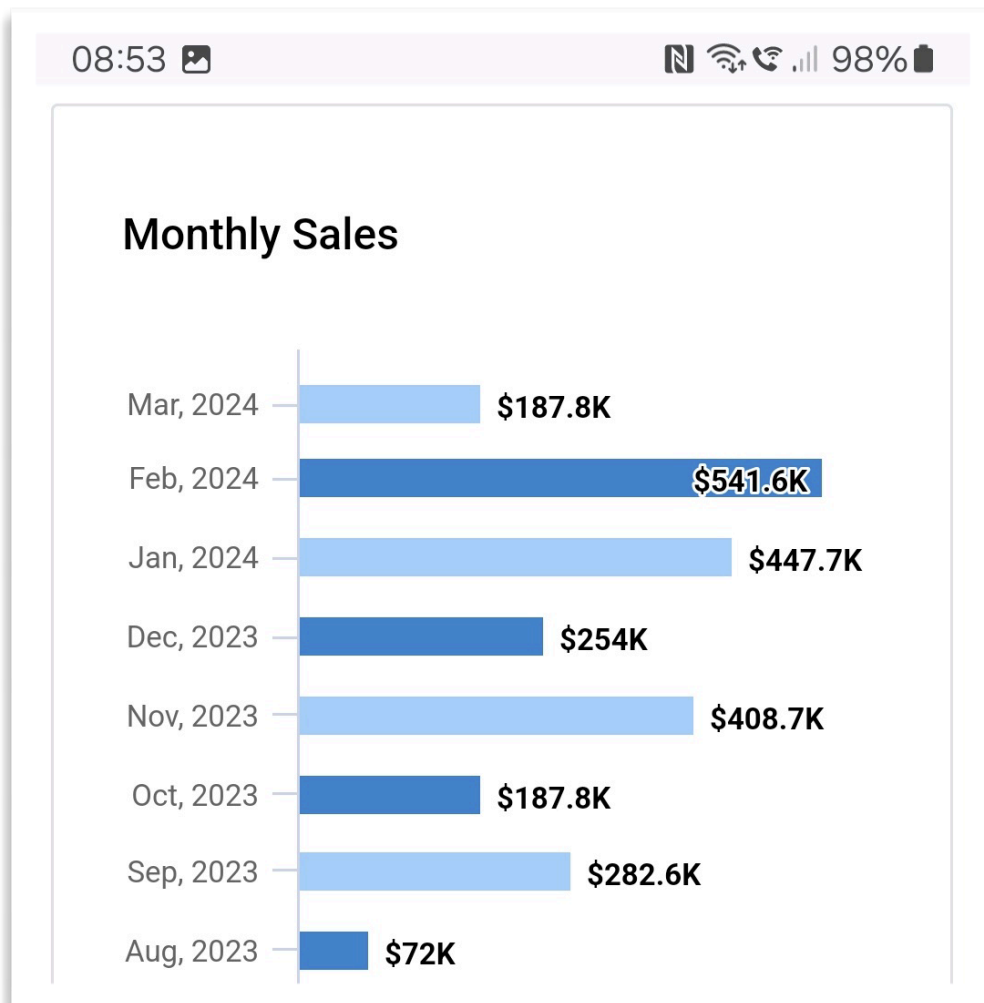 08:53 98%
Monthly Sales
Mar, 2024 $187.8K
Feb, 2024 $541.6K
Jan, 2024 $447.7K
Dec, 2023 $254K
Nov, 2023 $408.7K
Oct, 2023 $187.8K
Sep, 2023 $282.6K
Aug, 2023 $72K